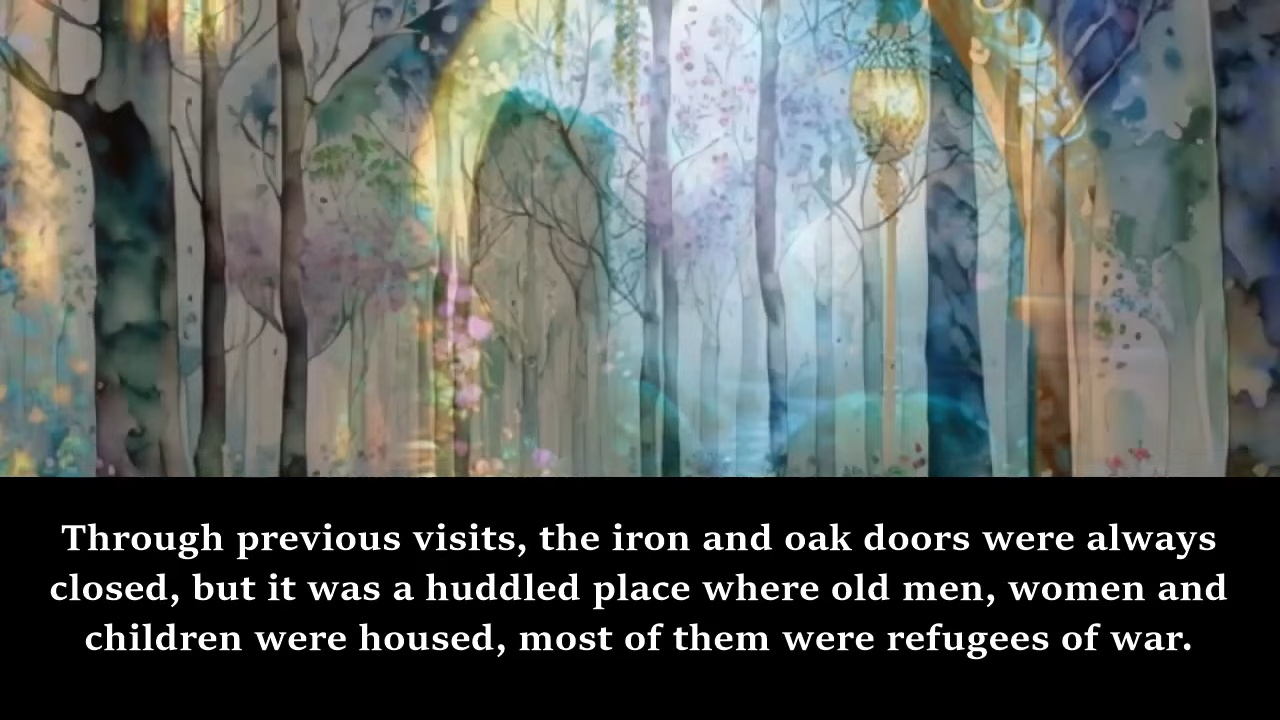 Through previous visits, the iron and oak doors were always
closed, but it was a huddled place where old men, women and
children were housed, most of them were refugees of war.